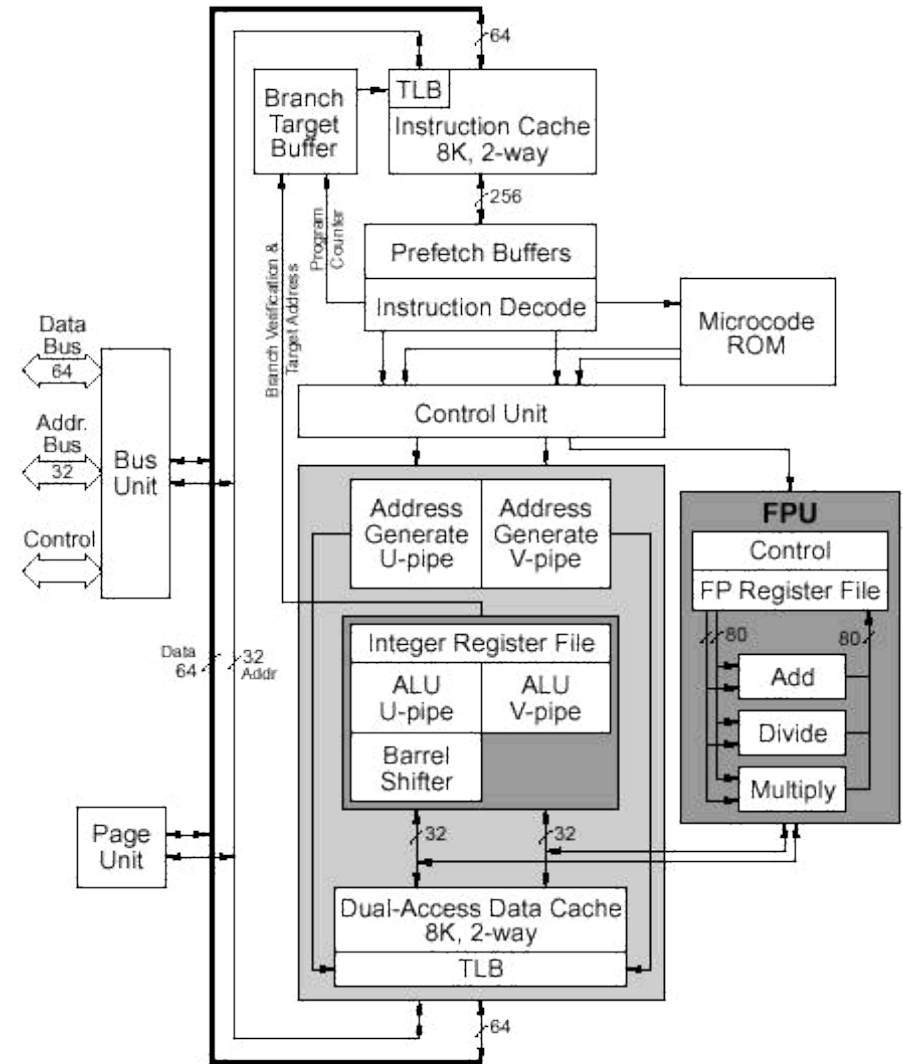 64
TLB
Branch
Target
Buffer
Instruction Cache
8K, 2-way
256
Branch Verification &
Target Address
Program
Counter
Prefetch Buffers
Instruction Decode
Microcode
ROM
Data
Bus
64
Addr.
Bus
32
Control
Bus
Unit
Control Unit
Address
Generate
U-pipe
Address
Generate
V-pipe
FPU
Control
FP Register File
80
80
Add
Divide
Multiply
Integer Register File
ALU
U-pipe
ALU
V-pipe
Barrel
Shifter
Data
64
32
Addr
32
32
Page
Unit
Dual-Access Data Cache
8K, 2-way
TLB
64